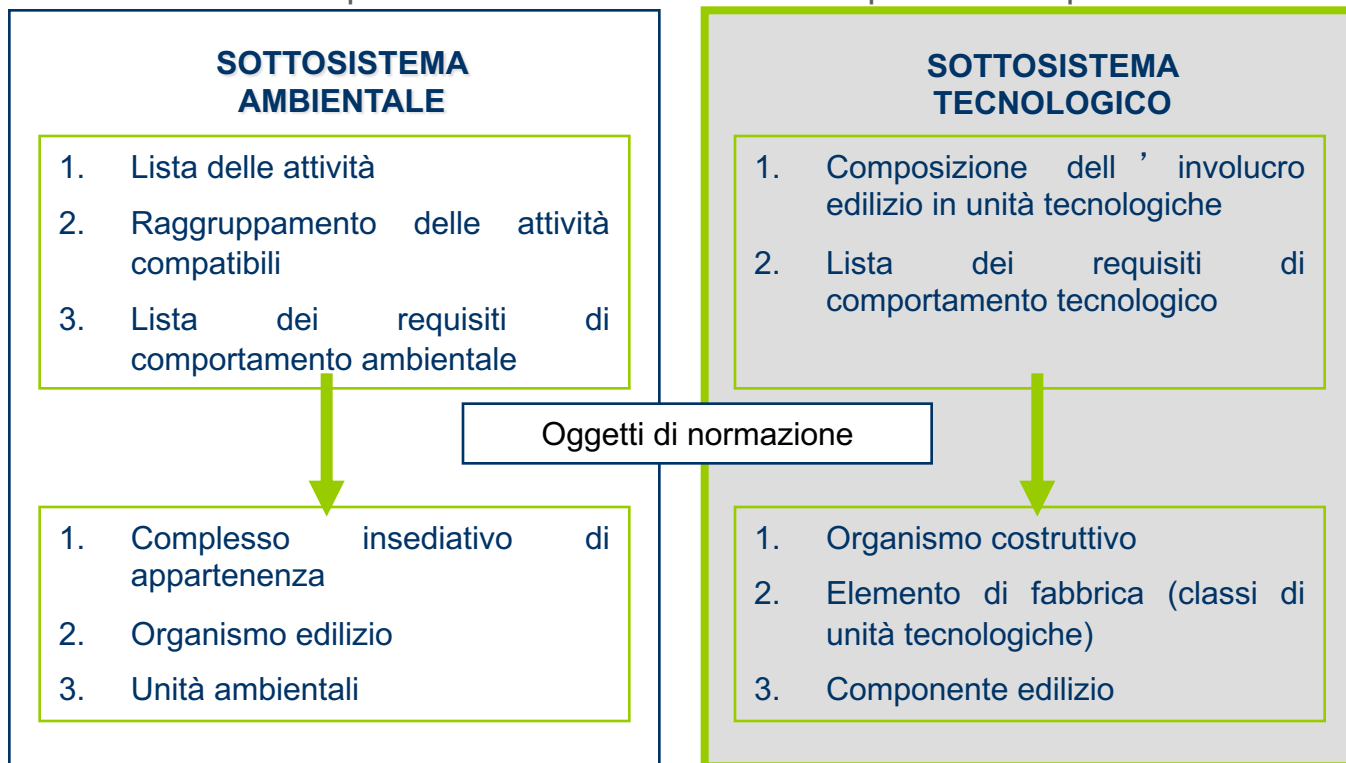 SOTTOSISTEMA
AMBIENTALE
1. Lista delle attività
2. Raggruppamento delle attività
compatibili
3. Lista dei requisiti di
comportamento ambientale
SOTTOSISTEMA
TECNOLOGICO
1. Composizione dell ’ involucro
edilizio in unità tecnologiche
2. Lista dei requisiti di
comportamento tecnologico
Oggetti di normazione
1. Complesso insediativo di
appartenenza
2. Organismo edilizio
3. Unità ambientali
1. Organismo costruttivo
2. Elemento di fabbrica (classi di
unità tecnologiche)
3. Componente edilizio